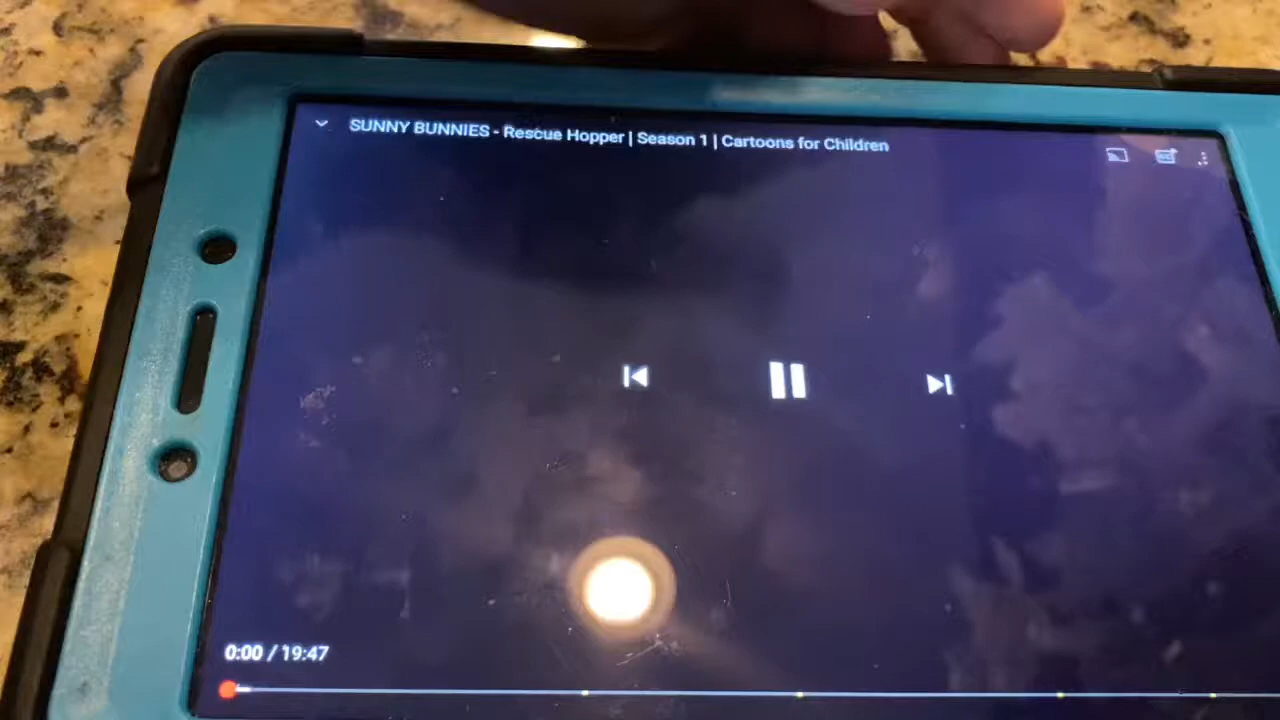 SUNNY BUNNIES - Rescue Hopper | Season 1 | Cartoons for Children
0:00 / 19:47